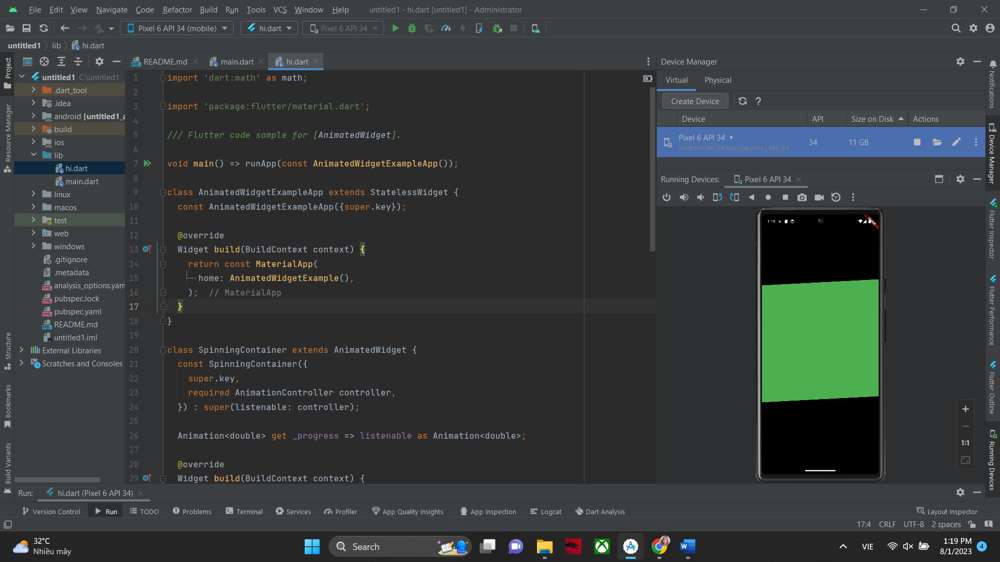 File Edit View Navigate Code Refactor Build Run Tools VCS Window Help untitled1 - hi.dart [untitled1] - Administrator
Pixel 6 API 34 (mobile) hi.dart Pixel 6 API 34
untitled1 lib hi.dart
Project
Resource Manager
Structure
Bookmarks
Build Variants
untitled1 C:\untitled1
.dart_tool
.idea
android [untitled1_a
build
ios
lib
hi.dart
main.dart
linux
macos
test
web
windows
.gitignore
.metadata
analysis_options.yam
pubspec.lock
pubspec.yaml
README.md
untitled1.iml
External Libraries
Scratches and Consoles
README.md main.dart hi.dart
1 import 'dart:math' as math;
2
3 import 'package:flutter/material.dart';
4
5 /// Flutter code sample for [AnimatedWidget].
6
7 void main() => runApp(const AnimatedWidgetExampleApp());
8
9 class AnimatedWidgetExampleApp extends StatelessWidget {
10 const AnimatedWidgetExampleApp({super.key});
11
12 @override
13 Widget build(BuildContext context) {
14 return const MaterialApp(
15 home: AnimatedWidgetExample(),
16 ); // MaterialApp
17 }
18 }
19
20 class SpinningContainer extends AnimatedWidget {
21 const SpinningContainer({
22 super.key,
23 required AnimationController controller,
24 }) : super(listenable: controller);
25
26 Animation<double> get _progress => listenable as Animation<double>;
27
28 @override
29 Widget build(BuildContext context) {
Device Manager
Virtual Physical
Create Device ?
Device API Size on Disk Actions
Pixel 6 API 34 • 34 11 GB
Android API 34 Google APIs | x86_64
Running Devices: Pixel 6 API 34
1:19
DEBUG
1:1
Notifications
Device Manager
Flutter Inspector
Flutter Performance
Flutter Outline
Running Devices
Run: hi.dart (Pixel 6 API 34)
Version Control Run TODO Problems Terminal Services Profiler App Quality Insights App Inspection Logcat Dart Analysis Layout Inspector
17:4 CRLF UTF-8 2 spaces
32°C
Nhiều mây
Search
VIE
1:19 PM
8/1/2023
4